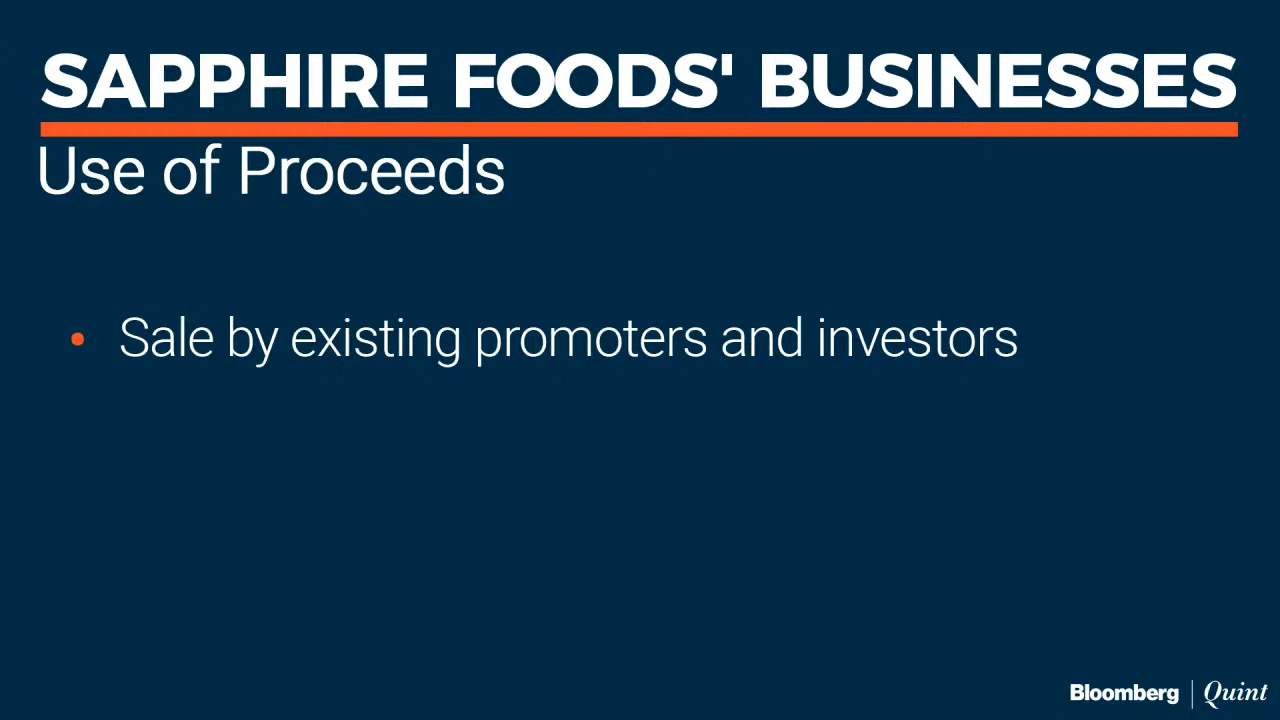 SAPPHIRE FOODS' BUSINESSES
Use of Proceeds
• Sale by existing promoters and investors
Bloomberg | Quint